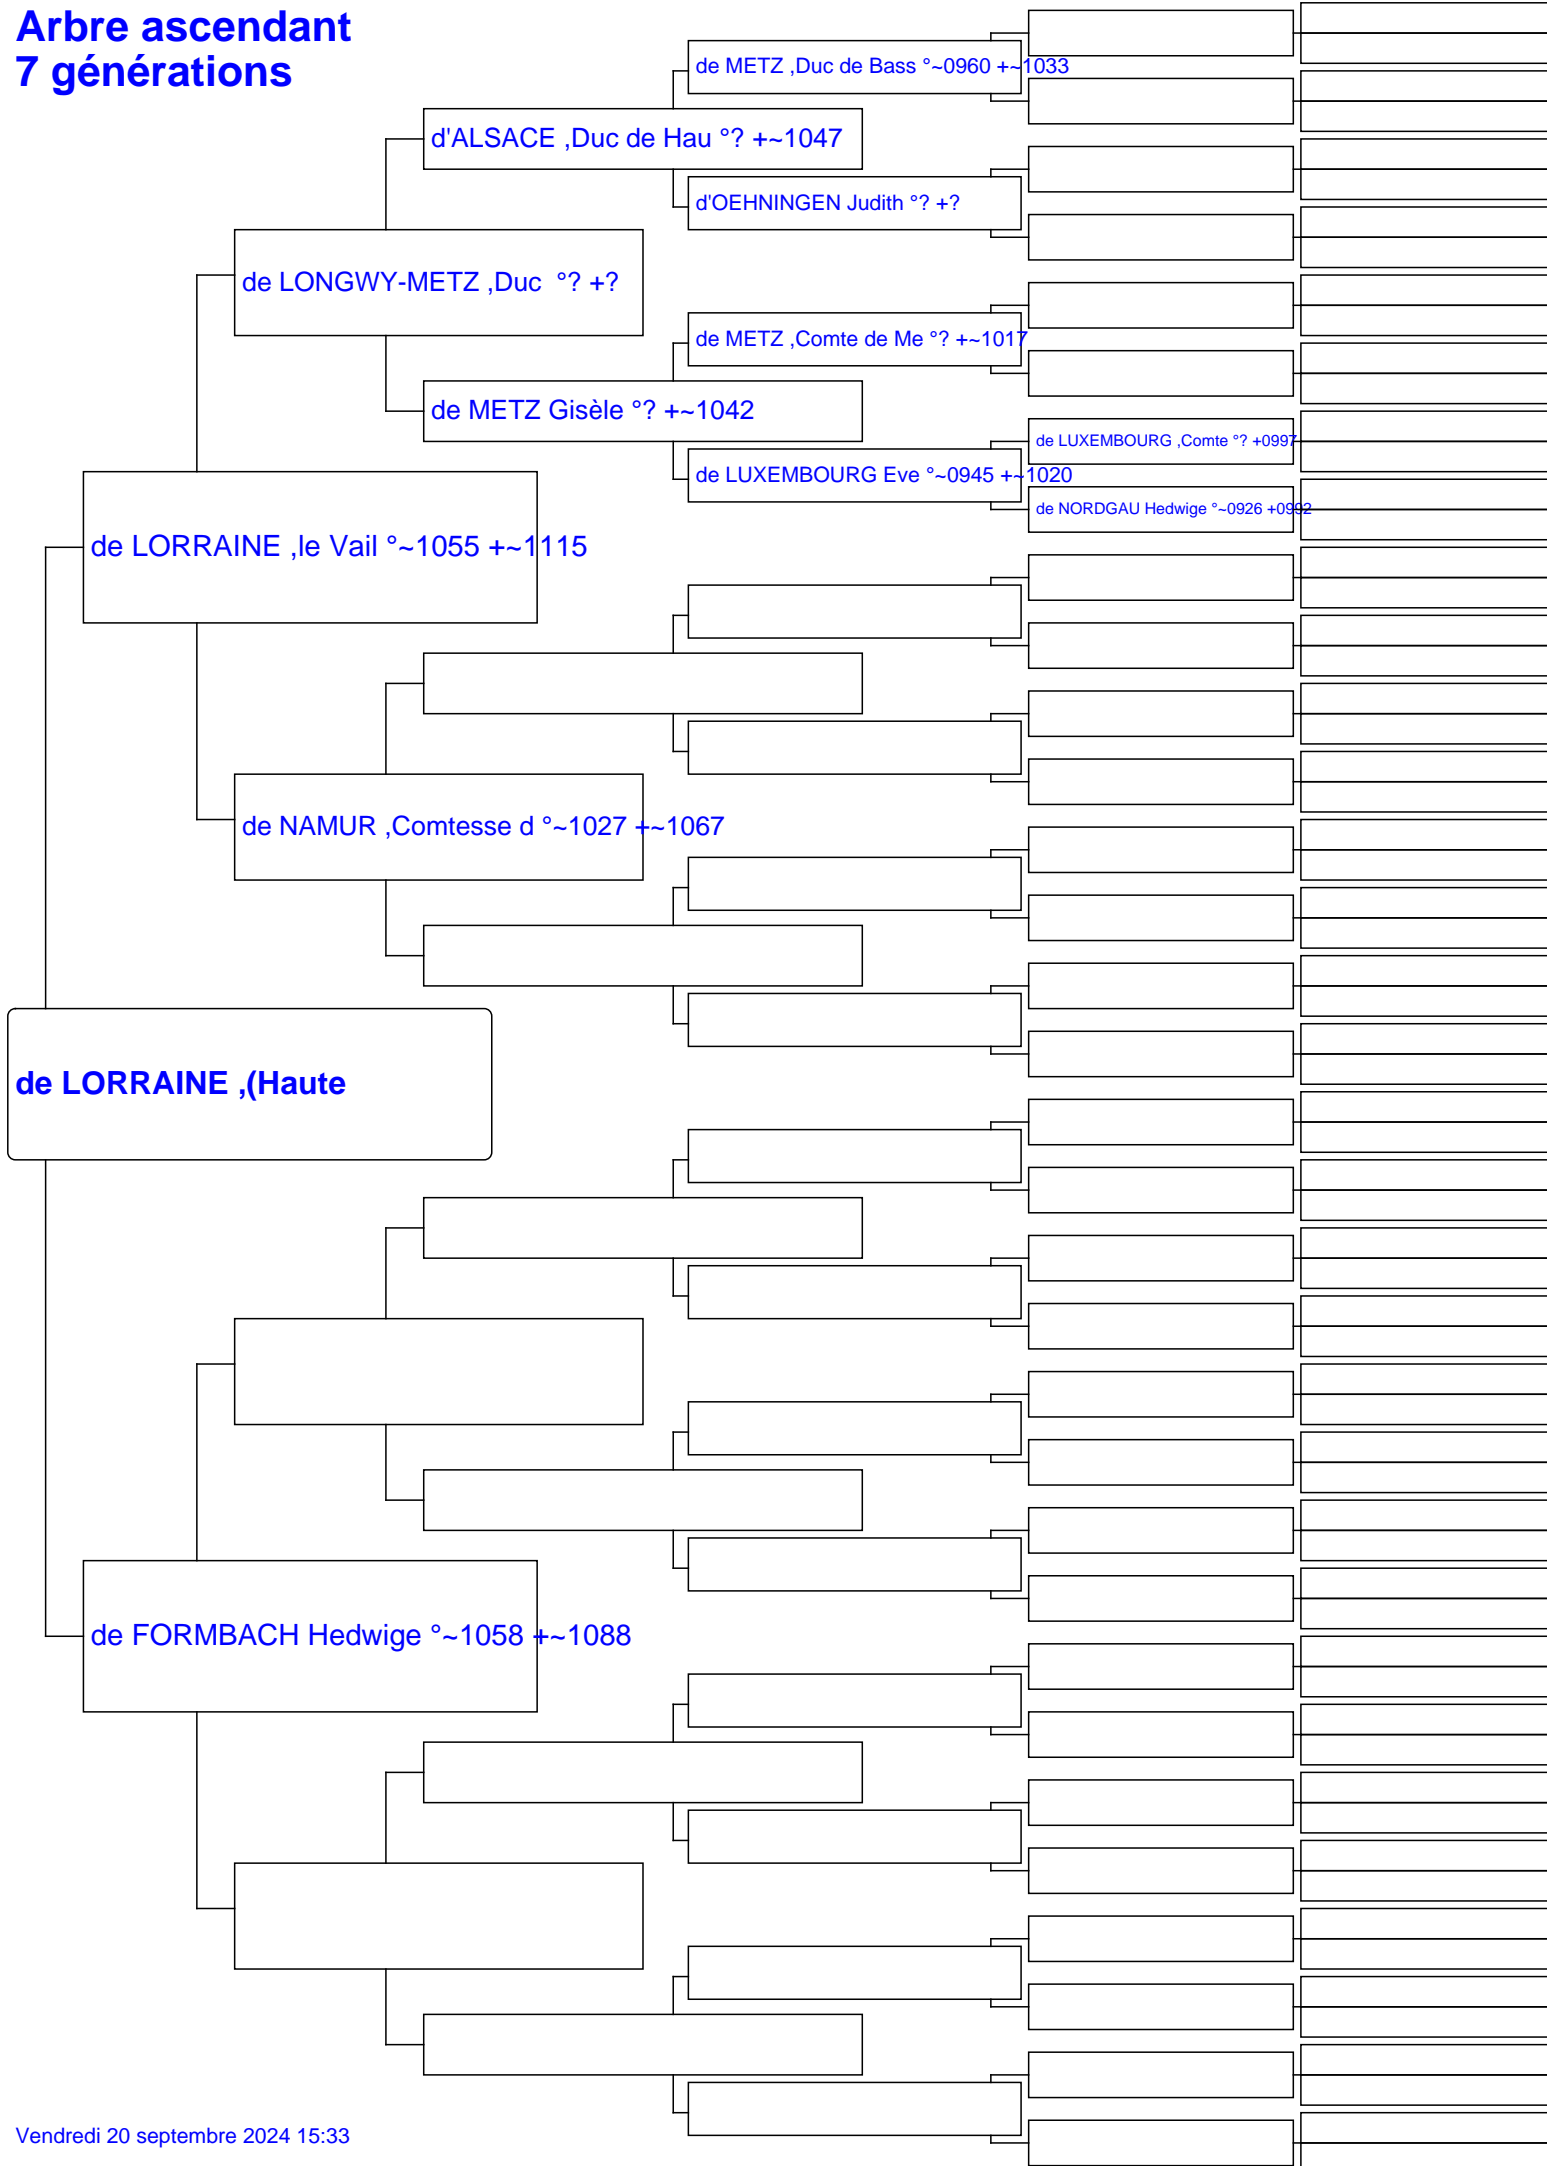 Arbre ascendant
7 générations
de METZ ,Duc de Bass °~0960 +~1033
d'ALSACE ,Duc de Hau °? +~1047
d'OEHNINGEN Judith °? +?
de LONGWY-METZ ,Duc °? +?
de METZ ,Comte de Me °? +~1017
de METZ Gisèle °? +~1042
de LUXEMBOURG ,Comte °? +0997
de LUXEMBOURG Eve °~0945 +~1020
de NORDGAU Hedwige °~0926 +0992
de LORRAINE ,le Vail °~1055 +~1115
de NAMUR ,Comtesse d °~1027 +~1067
de LORRAINE ,(Haute
de FORMBACH Hedwige °~1058 +~1088
Vendredi 20 septembre 2024 15:33